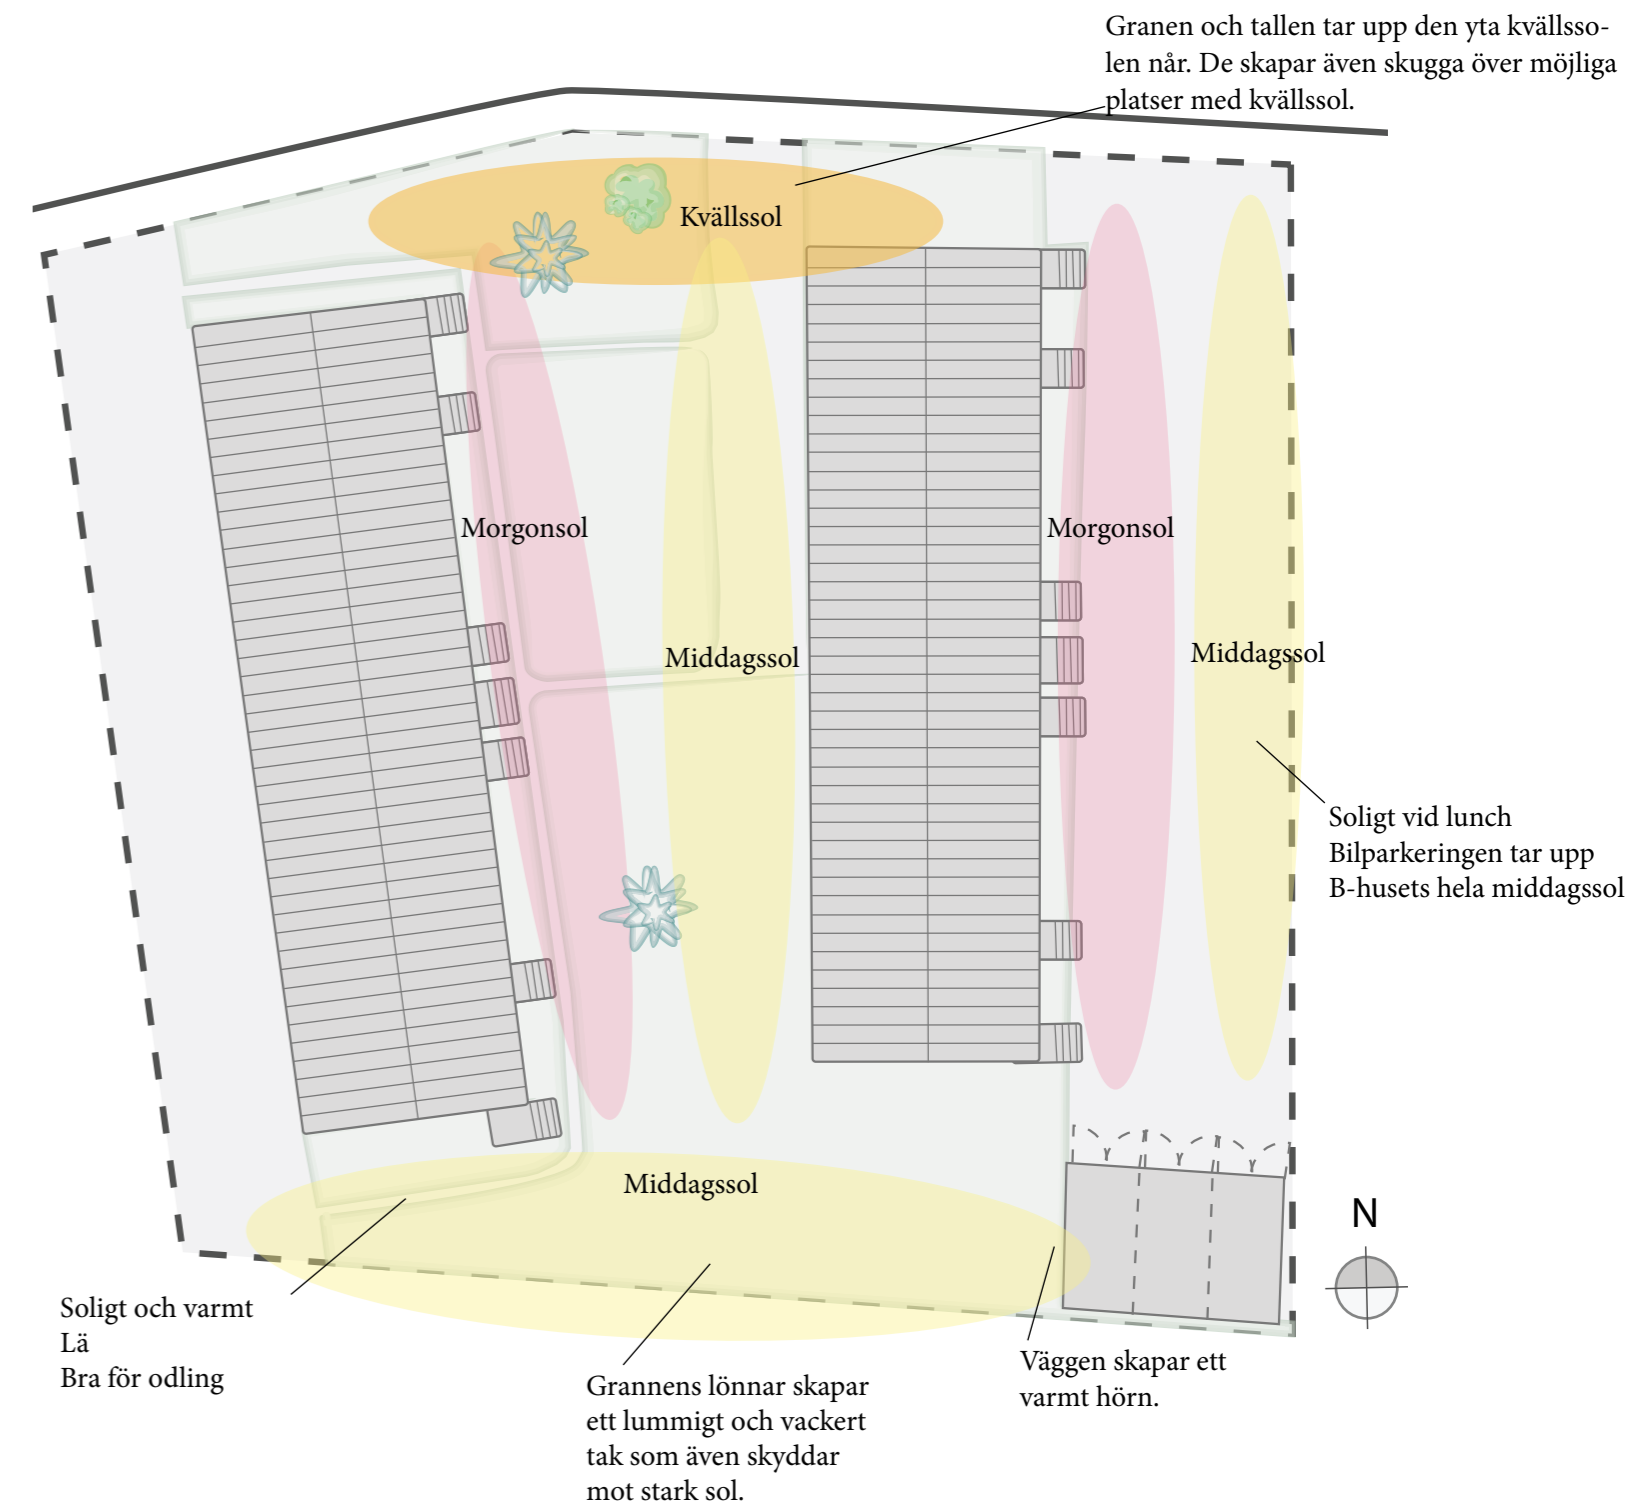 Granen och tallen tar upp den yta kvällsso-
len når. De skapar även skugga över möjliga
platser med kvällssol.
Kvällssol
Morgonsol
Morgonsol
Middagssol
Middagssol
Soligt vid lunch
Bilparkeringen tar upp
B-husets hela middagssol
Middagssol
N
Soligt och varmt
Lä
Bra för odling
Väggen skapar ett
varmt hörn.
Grannens lönnar skapar
ett lummigt och vackert
tak som även skyddar
mot stark sol.